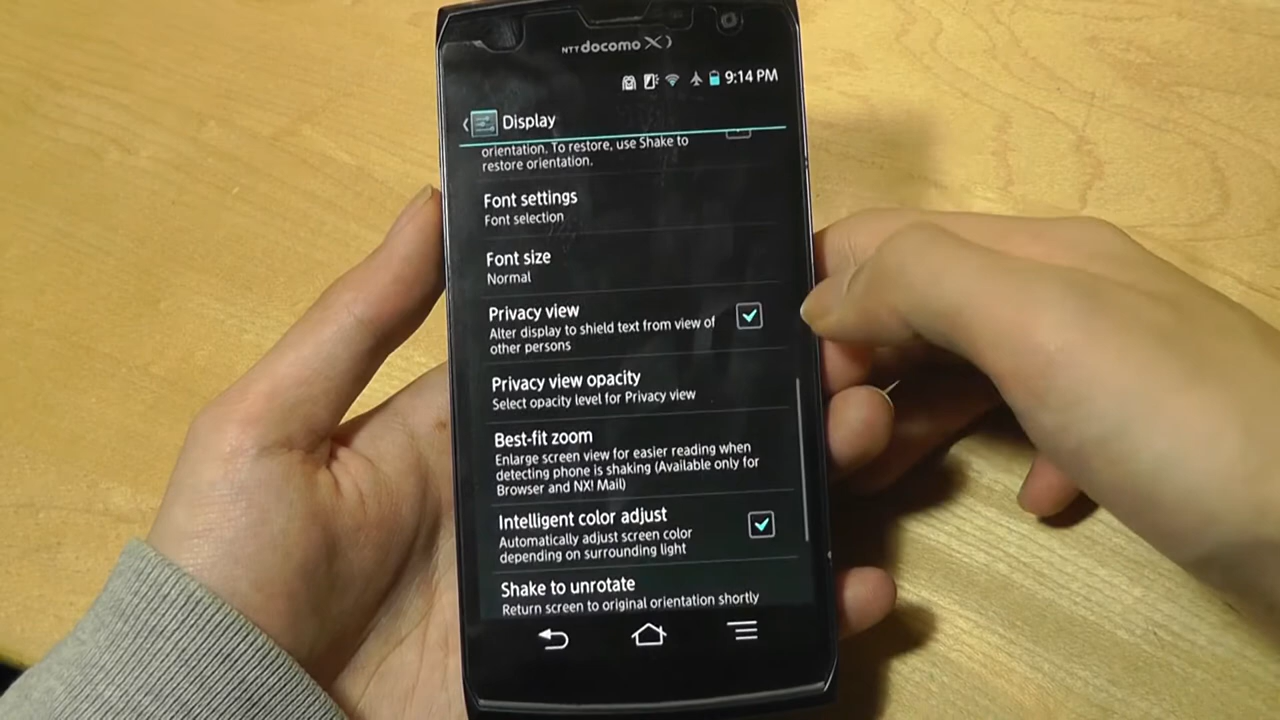 NTT docomo Xi
9:14 PM
Display
orientation. To restore, use Shake to
restore orientation.
Font settings
Font selection
Font size
Normal
Privacy view
Alter display to shield text from view of
other persons
Privacy view opacity
Select opacity level for Privacy view
Best-fit zoom
Enlarge screen view for easier reading when
detecting phone is shaking (Available only for
Browser and NX! Mail)
Intelligent color adjust
Automatically adjust screen color
depending on surrounding light
Shake to unrotate
Return screen to original orientation shortly